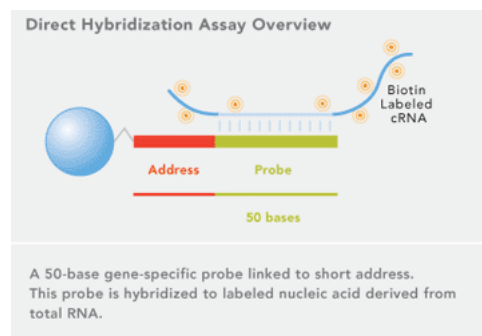 Direct Hybridization Assay Overview
Biotin
Labeled
cRNA
Address
Probe
50 bases
A 50-base gene-specific probe linked to short address.
This probe is hybridized to labeled nucleic acid derived from
total RNA.